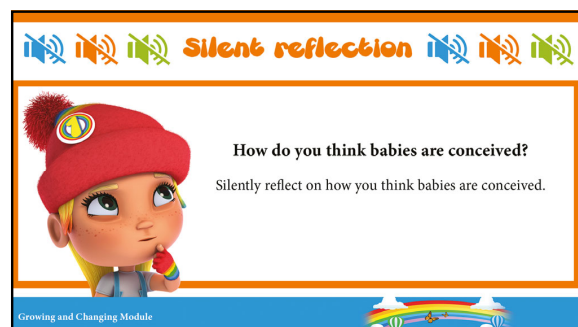 Silent reflection
How do you think babies are conceived?
Silently reflect on how you think babies are conceived.
Growing and Changing Module